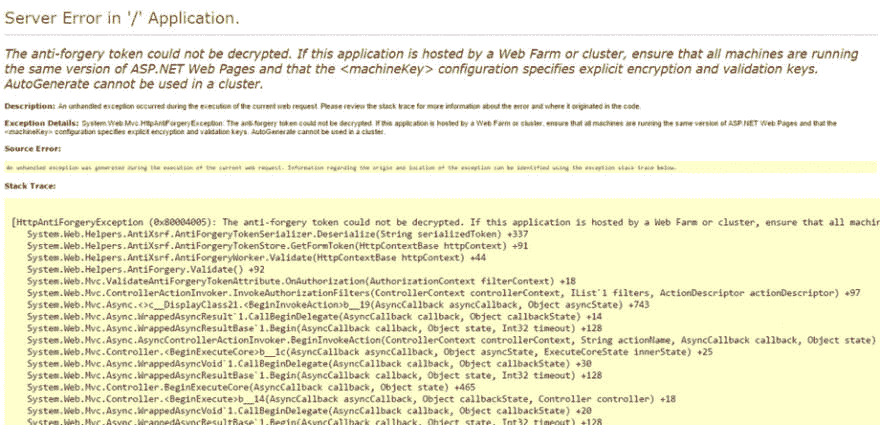 Server Error in '/' Application.
The anti-forgery token could not be decrypted. If this application is hosted by a Web Farm or cluster, ensure that all machines are running
the same version of ASP.NET Web Pages and that the <machineKey> configuration specifies explicit encryption and validation keys.
AutoGenerate cannot be used in a cluster.
Description: An unhandled exception occurred during the execution of the current web request. Please review the stack trace for more information about the error and where it originated in the code.
Exception Details: System.Web.Mvc.HttpAntiForgeryException: The anti-forgery token could not be decrypted. If this application is hosted by a Web Farm or cluster, ensure that all machines are running the same version of ASP.NET Web Pages and that the
<machineKey> configuration specifies explicit encryption and validation keys. AutoGenerate cannot be used in a cluster.
Source Error:
An unhandled exception was generated during the execution of the current web request. Information regarding the origin and location of the exception can be identified using the exception stack trace below.
Stack Trace:
[HttpAntiForgeryException (0x80004005): The anti-forgery token could not be decrypted. If this application is hosted by a Web Farm or cluster, ensure that all machin
System.Web.Helpers.AntiXsrf.AntiForgeryTokenSerializer.Deserialize(String serializedToken) +337
System.Web.Helpers.AntiXsrf.AntiForgeryTokenStore.GetFormToken(HttpContextBase httpContext) +91
System.Web.Helpers.AntiXsrf.AntiForgeryWorker.Validate(HttpContextBase httpContext) +44
System.Web.Helpers.AntiForgery.Validate() +92
System.Web.Mvc.ValidateAntiForgeryTokenAttribute.OnAuthorization(AuthorizationContext filterContext) +18
System.Web.Mvc.ControllerActionInvoker.InvokeAuthorizationFilters(ControllerContext controllerContext, IList`1 filters, ActionDescriptor actionDescriptor) +97
System.Web.Mvc.Async.<>c__DisplayClass21.<BeginInvokeAction>b__19(AsyncCallback asyncCallback, Object asyncState) +743
System.Web.Mvc.Async.WrappedAsyncResult`1.CallBeginDelegate(AsyncCallback callback, Object callbackState) +14
System.Web.Mvc.Async.WrappedAsyncResultBase`1.Begin(AsyncCallback callback, Object state, Int32 timeout) +128
System.Web.Mvc.Async.AsyncControllerActionInvoker.BeginInvokeAction(ControllerContext controllerContext, String actionName, AsyncCallback callback, Object state)
System.Web.Mvc.Controller.<BeginExecuteCore>b__1c(AsyncCallback asyncCallback, Object asyncState, ExecuteCoreState innerState) +25
System.Web.Mvc.Async.WrappedAsyncVoid`1.CallBeginDelegate(AsyncCallback callback, Object callbackState) +30
System.Web.Mvc.Async.WrappedAsyncResultBase`1.Begin(AsyncCallback callback, Object state, Int32 timeout) +128
System.Web.Mvc.Controller.BeginExecuteCore(AsyncCallback callback, Object state) +465
System.Web.Mvc.Controller.<BeginExecute>b__14(AsyncCallback asyncCallback, Object callbackState, Controller controller) +18
System.Web.Mvc.Async.WrappedAsyncVoid`1.CallBeginDelegate(AsyncCallback callback, Object callbackState) +20
System.Web.Mvc.Async.WrappedAsyncResultBase`1.Begin(AsyncCallback callback, Object state, Int32 timeout) +128